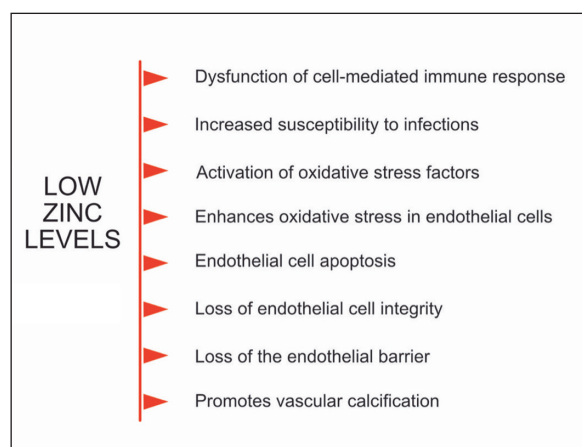 LOW
ZINC
LEVELS
Dysfunction of cell-mediated immune response
Increased susceptibility to infections
Activation of oxidative stress factors
Enhances oxidative stress in endothelial cells
Endothelial cell apoptosis
Loss of endothelial cell integrity
Loss of the endothelial barrier
Promotes vascular calcification